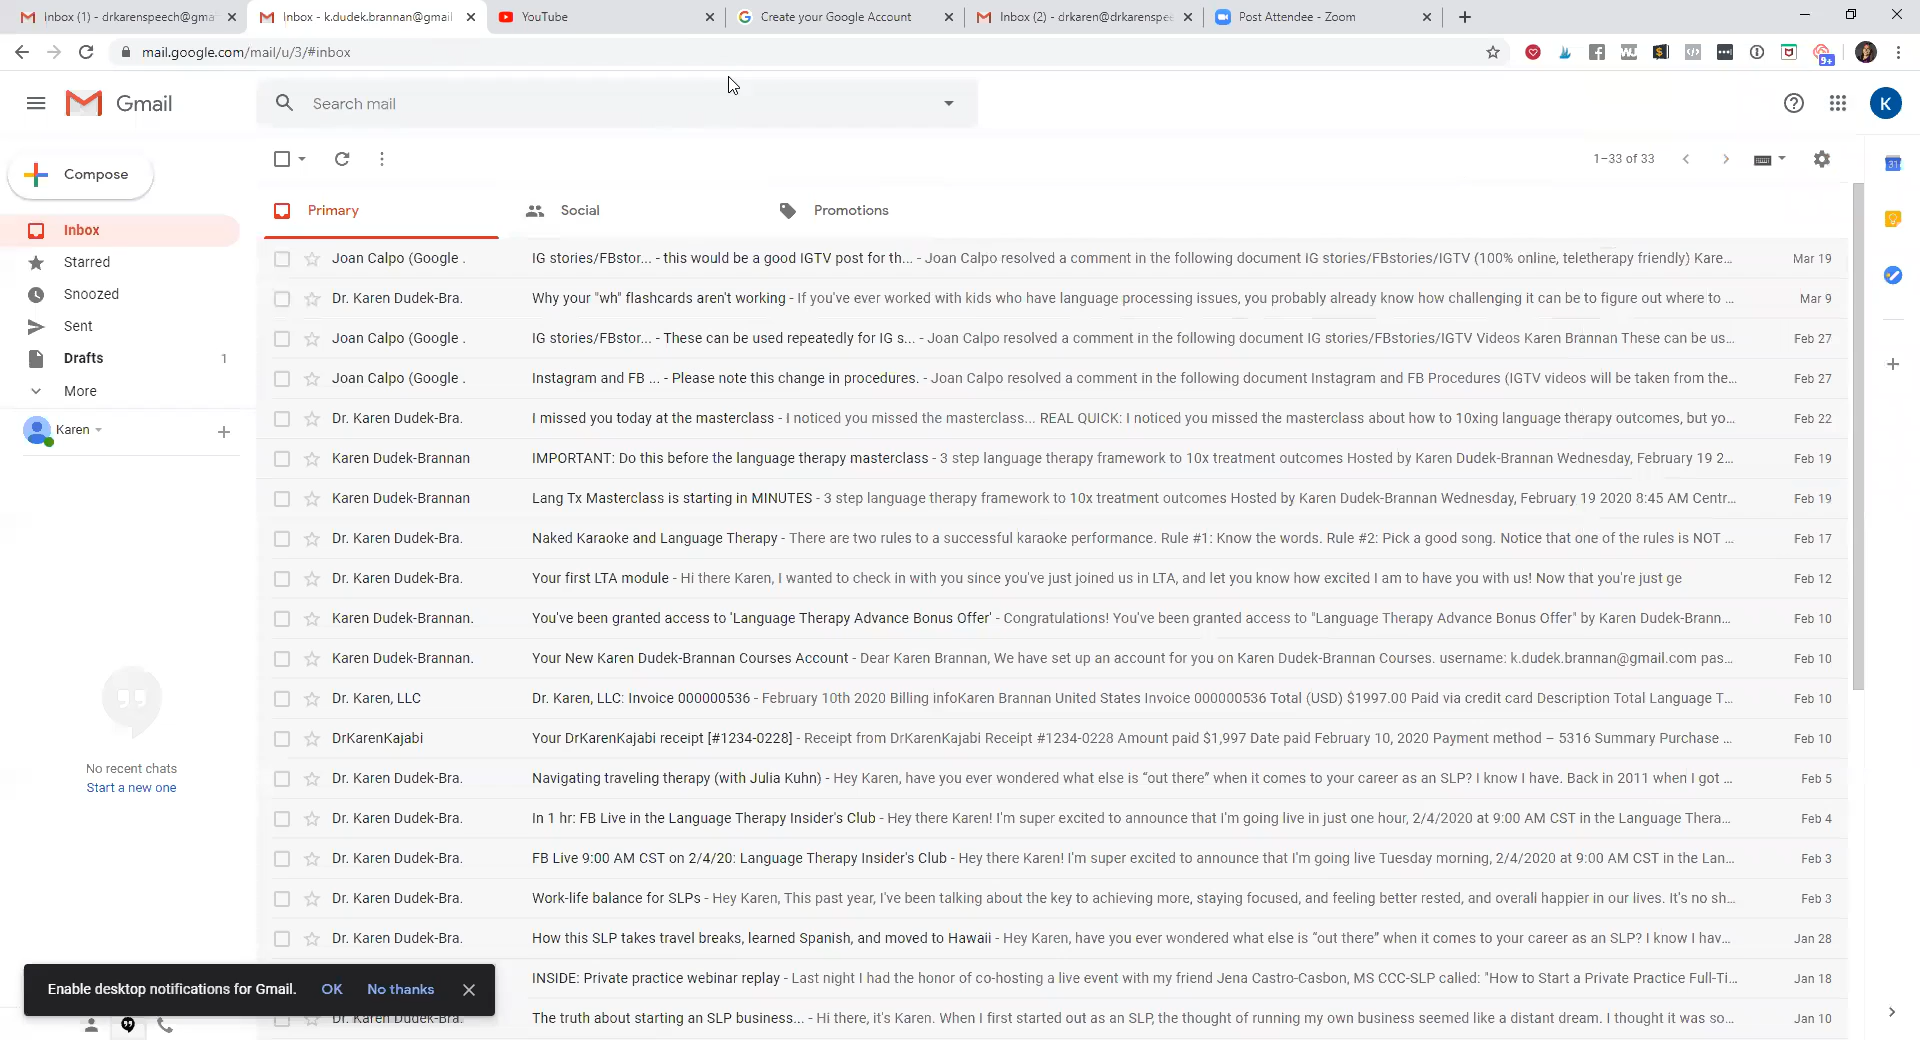 Inbox (1) - drkarenspeech@gma
Inbox - k.dudek.brannan@gmail
YouTube
Create your Google Account
Inbox (2) - drkaren@drkarenspee
Post Attendee - Zoom
mail.google.com/mail/u/3/#inbox
9+
Gmail
Search mail
K
Compose
1–33 of 33
31
Primary
Social
Promotions
Inbox
Starred
Snoozed
Sent
Drafts 1
More
Karen
No recent chats
Start a new one
Joan Calpo (Google . IG stories/FBstor... - this would be a good IGTV post for th... - Joan Calpo resolved a comment in the following document IG stories/FBstories/IGTV (100% online, teletherapy friendly) Kare... Mar 19
Dr. Karen Dudek-Bra. Why your "wh" flashcards aren't working - If you've ever worked with kids who have language processing issues, you probably already know how challenging it can be to figure out where to ... Mar 9
Joan Calpo (Google . IG stories/FBstor... - These can be used repeatedly for IG s... - Joan Calpo resolved a comment in the following document IG stories/FBstories/IGTV Videos Karen Brannan These can be us... Feb 27
Joan Calpo (Google . Instagram and FB ... - Please note this change in procedures. - Joan Calpo resolved a comment in the following document Instagram and FB Procedures (IGTV videos will be taken from the... Feb 27
Dr. Karen Dudek-Bra. I missed you today at the masterclass - I noticed you missed the masterclass... REAL QUICK: I noticed you missed the masterclass about how to 10xing language therapy outcomes, but yo... Feb 22
Karen Dudek-Brannan IMPORTANT: Do this before the language therapy masterclass - 3 step language therapy framework to 10x treatment outcomes Hosted by Karen Dudek-Brannan Wednesday, February 19 2... Feb 19
Karen Dudek-Brannan Lang Tx Masterclass is starting in MINUTES - 3 step language therapy framework to 10x treatment outcomes Hosted by Karen Dudek-Brannan Wednesday, February 19 2020 8:45 AM Centr... Feb 19
Dr. Karen Dudek-Bra. Naked Karaoke and Language Therapy - There are two rules to a successful karaoke performance. Rule #1: Know the words. Rule #2: Pick a good song. Notice that one of the rules is NOT ... Feb 17
Dr. Karen Dudek-Bra. Your first LTA module - Hi there Karen, I wanted to check in with you since you've just joined us in LTA, and let you know how excited I am to have you with us! Now that you're just ge Feb 12
Karen Dudek-Brannan. You've been granted access to 'Language Therapy Advance Bonus Offer' - Congratulations! You've been granted access to "Language Therapy Advance Bonus Offer" by Karen Dudek-Brann... Feb 10
Karen Dudek-Brannan. Your New Karen Dudek-Brannan Courses Account - Dear Karen Brannan, We have set up an account for you on Karen Dudek-Brannan Courses. username: k.dudek.brannan@gmail.com pas... Feb 10
Dr. Karen, LLC Dr. Karen, LLC: Invoice 000000536 - February 10th 2020 Billing infoKaren Brannan United States Invoice 000000536 Total (USD) $1997.00 Paid via credit card Description Total Language T... Feb 10
DrKarenKajabi Your DrKarenKajabi receipt [#1234-0228] - Receipt from DrKarenKajabi Receipt #1234-0228 Amount paid $1,997 Date paid February 10, 2020 Payment method – 5316 Summary Purchase ... Feb 10
Dr. Karen Dudek-Bra. Navigating traveling therapy (with Julia Kuhn) - Hey Karen, have you ever wondered what else is “out there” when it comes to your career as an SLP? I know I have. Back in 2011 when I got ... Feb 5
Dr. Karen Dudek-Bra. In 1 hr: FB Live in the Language Therapy Insider's Club - Hey there Karen! I'm super excited to announce that I'm going live in just one hour, 2/4/2020 at 9:00 AM CST in the Language Thera... Feb 4
Dr. Karen Dudek-Bra. FB Live 9:00 AM CST on 2/4/20: Language Therapy Insider's Club - Hey there Karen! I'm super excited to announce that I'm going live Tuesday morning, 2/4/2020 at 9:00 AM CST in the Lan... Feb 3
Dr. Karen Dudek-Bra. Work-life balance for SLPs - Hey Karen, This past year, I've been talking about the key to achieving more, staying focused, and feeling better rested, and overall happier in our lives. It's no sh... Feb 3
Dr. Karen Dudek-Bra. How this SLP takes travel breaks, learned Spanish, and moved to Hawaii - Hey Karen, have you ever wondered what else is “out there” when it comes to your career as an SLP? I know I hav... Jan 28
INSIDE: Private practice webinar replay - Last night I had the honor of co-hosting a live event with my friend Jena Castro-Casbon, MS CCC-SLP called: "How to Start a Private Practice Full-Ti... Jan 18
Dr. Karen Dudek-Bra. The truth about starting an SLP business... - Hi there, it's Karen. When I first started out as an SLP, the thought of running my own business seemed like a distant dream. I thought it was so... Jan 10
Enable desktop notifications for Gmail. OK No thanks